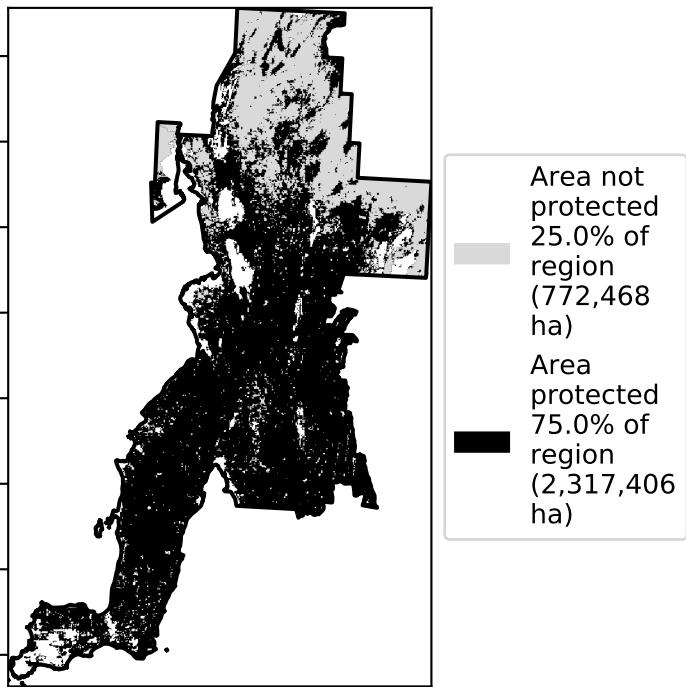 Area not
protected
25.0% of
region
(772,468
ha)
Area
protected
75.0% of
region
(2,317,406
ha)